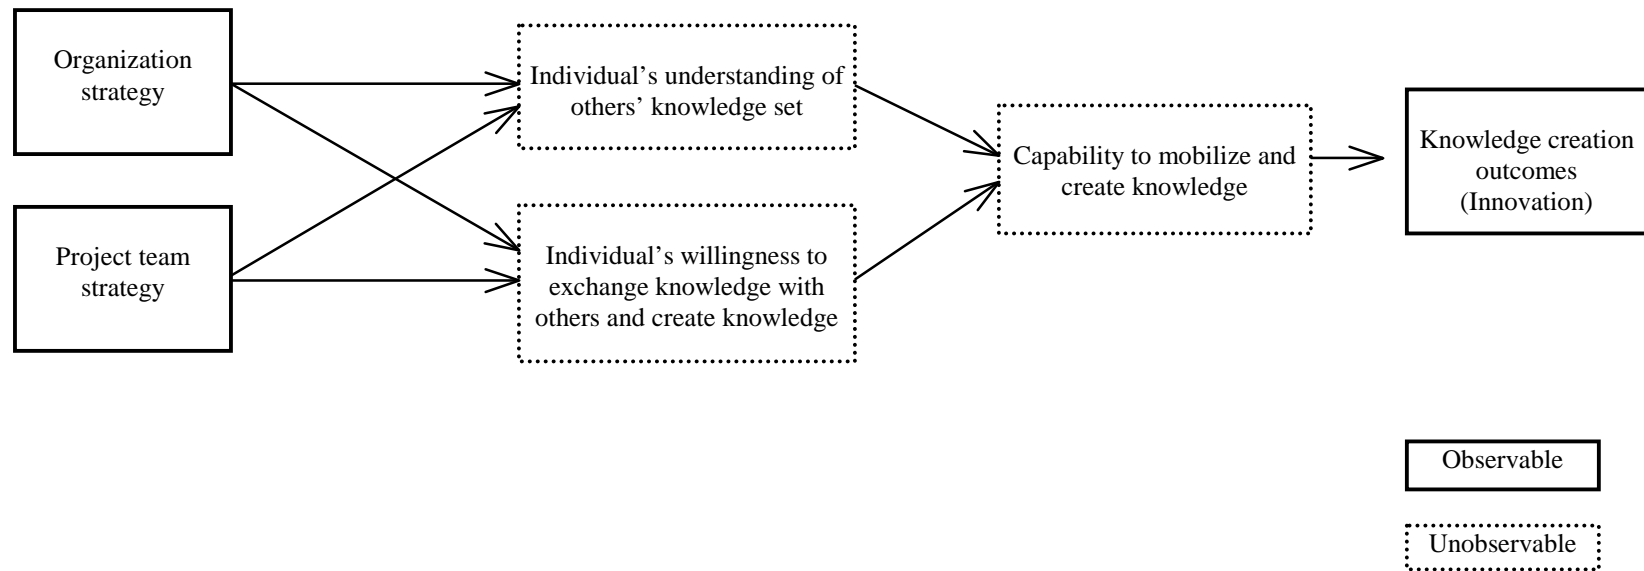 Organization
strategy
Project team
strategy
Individual’s understanding of
others’ knowledge set
Individual’s willingness to
exchange knowledge with
others and create knowledge
Capability to mobilize and
create knowledge
Knowledge creation
outcomes
(Innovation)
Observable
Unobservable